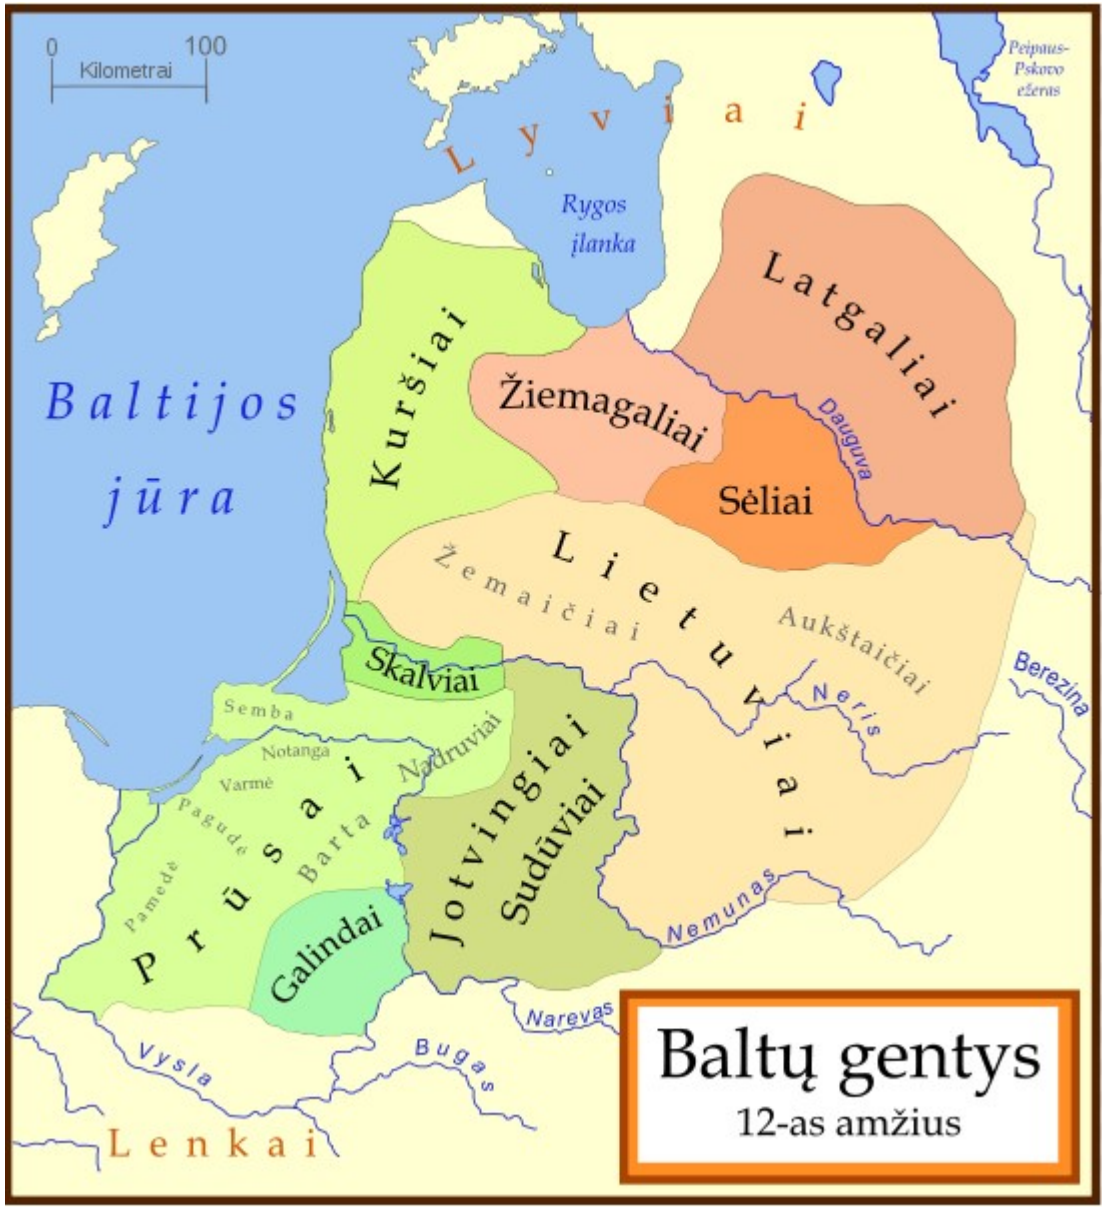 0 100
Kilometrai
Peipaus-
Pskovo
ežeras
Lyviai
Rygos
įlanka
Latgaliai
Kuršiai
Baltijos
jūra
Žiemagaliai
Dauguva
Sėliai
Lietuviai
Žemaičiai
Aukštaičiai
Skalviai
Berezina
Neris
Semba
Notanga
Nadruviai
Varmė
Pagudė
Barta
Pamedė
Prūsai
Jotvingiai
Sudūviai
Galindai
Nemunas
Narevas
Bugas
Vysla
Lenkai
Baltų gentys
12-as amžius